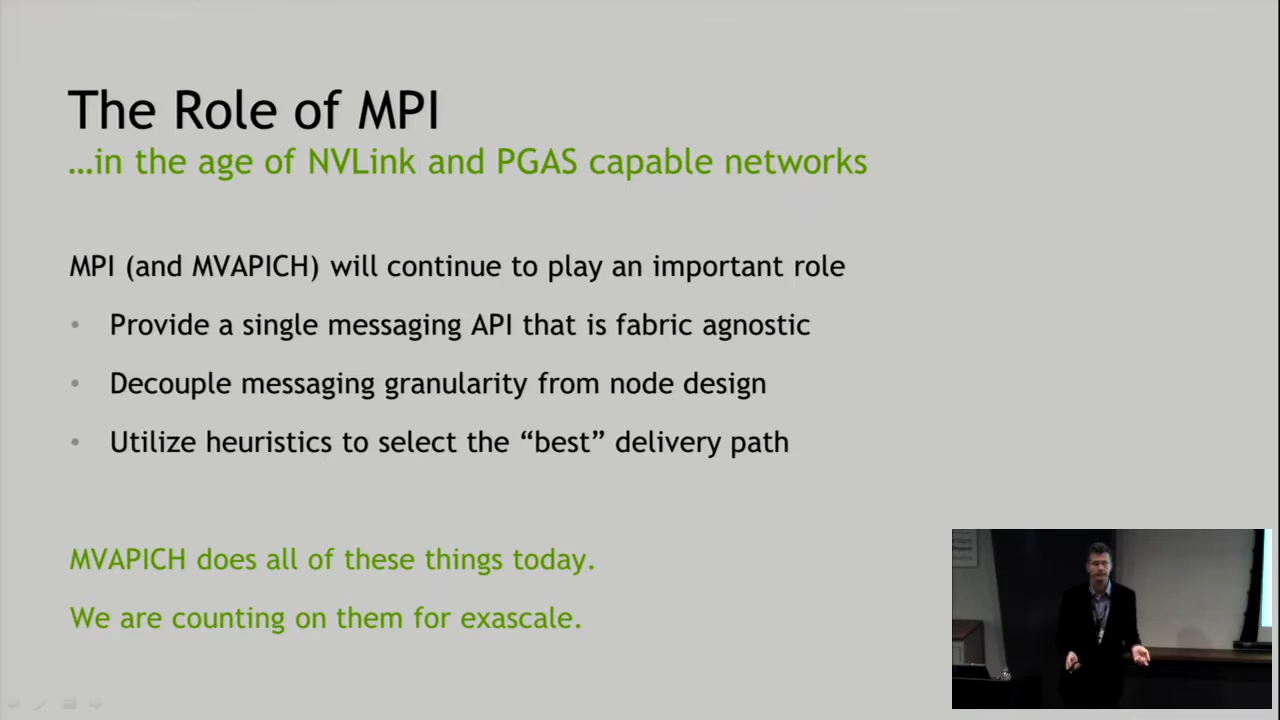 The Role of MPI
…in the age of NVLink and PGAS capable networks
MPI (and MVAPICH) will continue to play an important role
• Provide a single messaging API that is fabric agnostic
• Decouple messaging granularity from node design
• Utilize heuristics to select the “best” delivery path
MVAPICH does all of these things today.
We are counting on them for exascale.